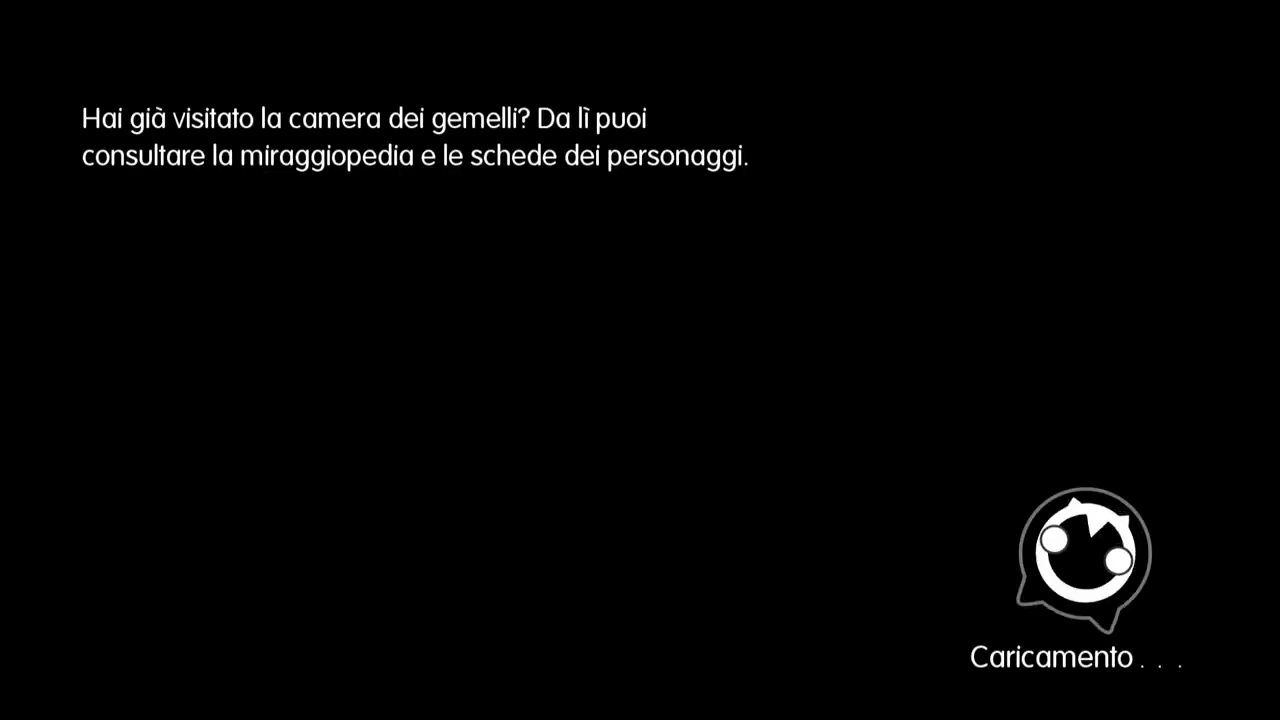 Hai già visitato la camera dei gemelli? Da lì puoi
consultare la miraggiopedia e le schede dei personaggi.
Caricamento . . .